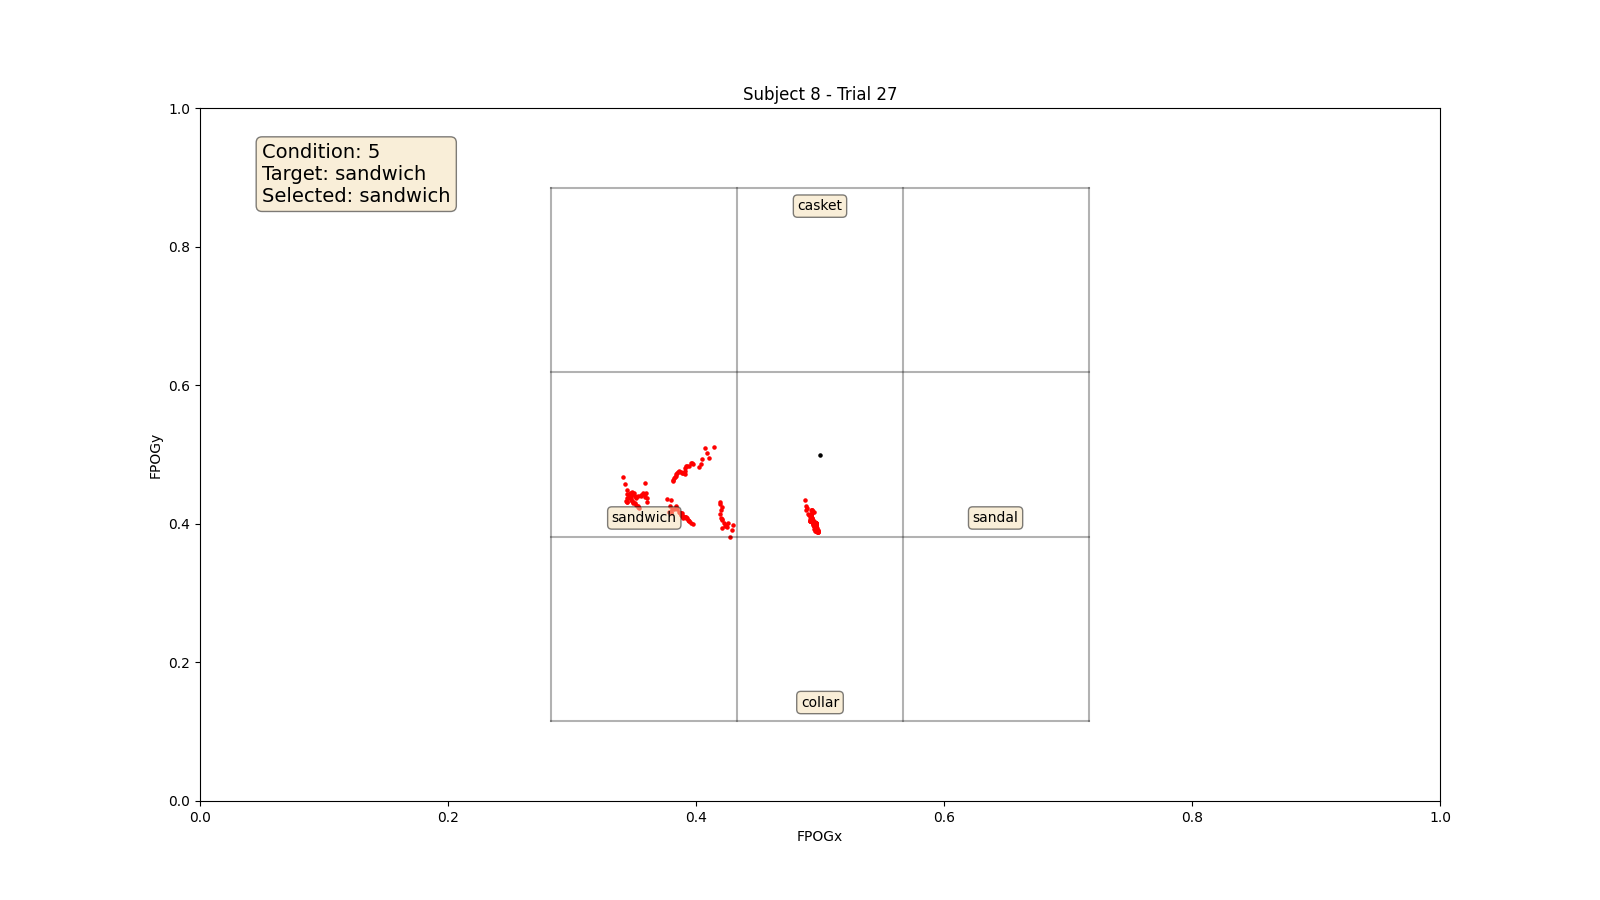 Subject 8 - Trial 27
1.0
Condition: 5
Target: sandwich
Selected: sandwich
casket
0.8
0.6
FPOGy
sandwich
sandal
0.4
0.2
collar
0.0
0.0 0.2 0.4 0.6 0.8 1.0
FPOGx